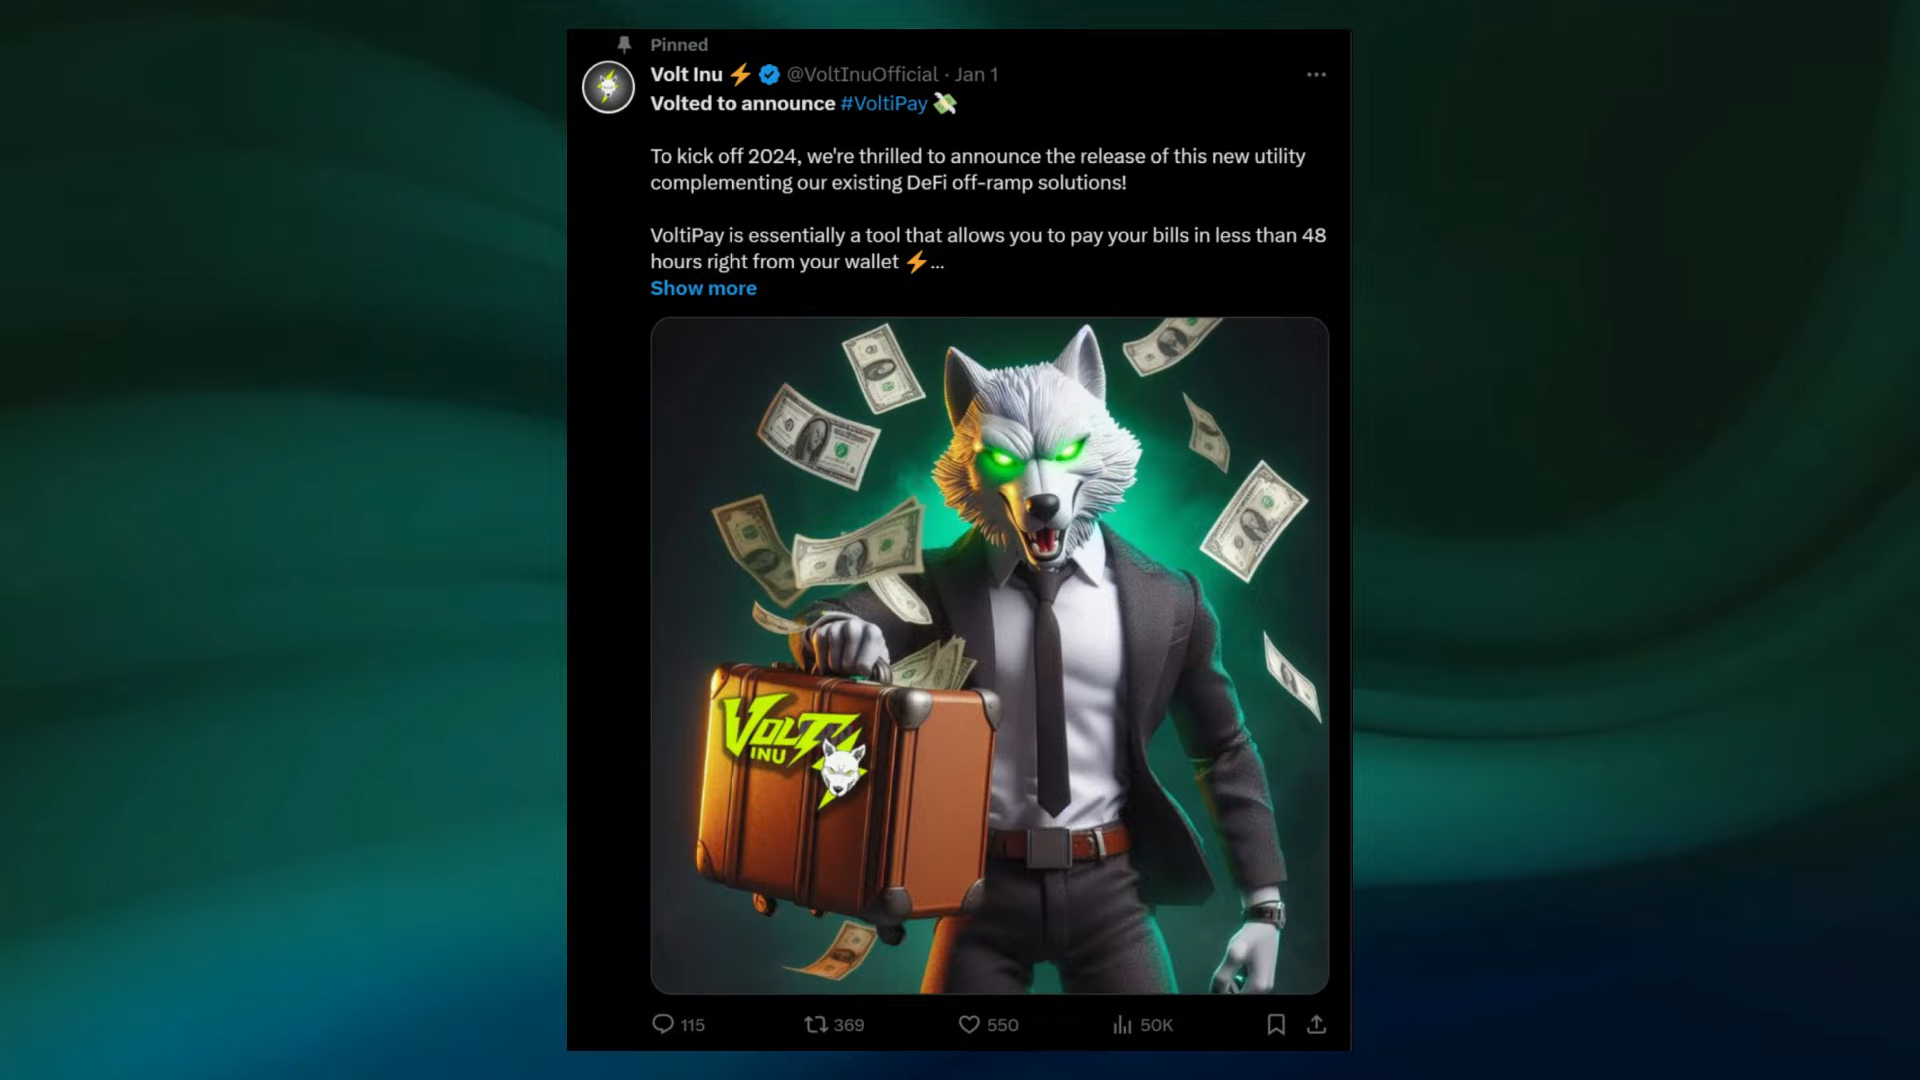 Pinned
Volt Inu⚡ @VoltInuOfficial · Jan 1
Volted to announce #VoltiPay 💸
To kick off 2024, we're thrilled to announce the release of this new utility
complementing our existing DeFi off-ramp solutions!
VoltiPay is essentially a tool that allows you to pay your bills in less than 48
hours right from your wallet ⚡...
Show more
VOLT
INU
115 369 550 50K